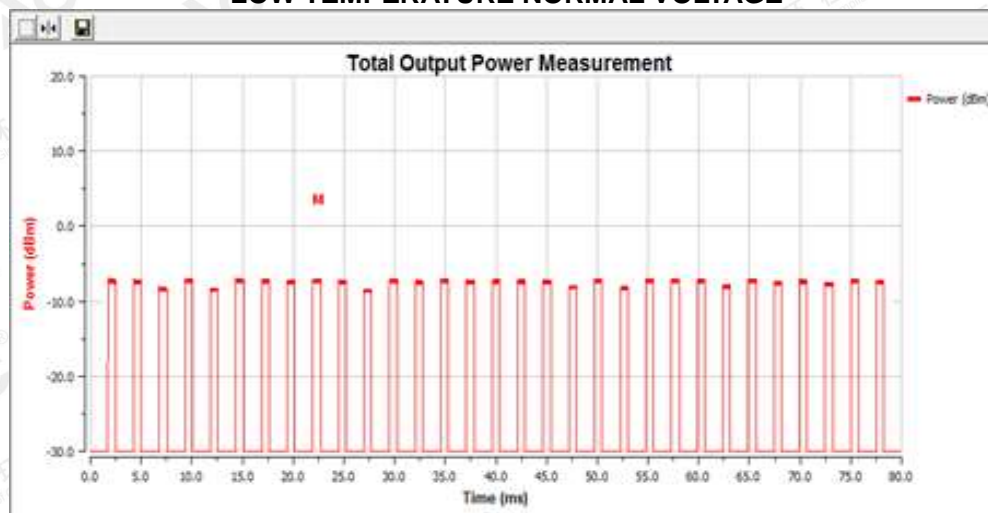 LOW TEMPERATURE NORMAL VOLTAGE
Total Output Power Measurement
20.0
10.0
0.0
-10.0
-20.0
-30.0
Power (dBm)
M
Power (dBm)
0.0 5.0 10.0 15.0 20.0 25.0 30.0 35.0 40.0 45.0 50.0 55.0 60.0 65.0 70.0 75.0 80.0
Time (ms)